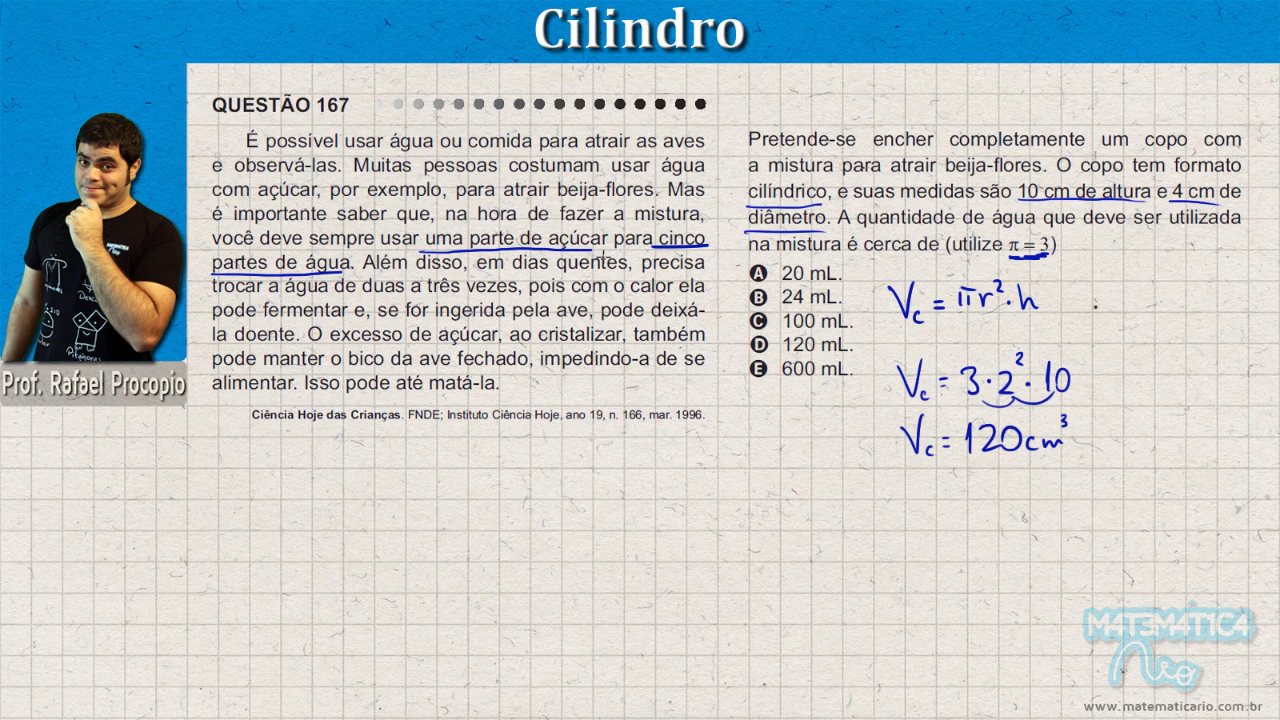 Cilindro
QUESTÃO 167
É possível usar água ou comida para atrair as aves
e observá-las. Muitas pessoas costumam usar água
com açúcar, por exemplo, para atrair beija-flores. Mas
é importante saber que, na hora de fazer a mistura,
você deve sempre usar uma parte de açúcar para cinco
partes de água. Além disso, em dias quentes, precisa
trocar a água de duas a três vezes, pois com o calor ela
pode fermentar e, se for ingerida pela ave, pode deixá-
la doente. O excesso de açúcar, ao cristalizar, também
pode manter o bico da ave fechado, impedindo-a de se
alimentar. Isso pode até matá-la.
Ciência Hoje das Crianças. FNDE; Instituto Ciência Hoje, ano 19, n. 166, mar. 1996.
Pretende-se encher completamente um copo com
a mistura para atrair beija-flores. O copo tem formato
cilíndrico, e suas medidas são 10 cm de altura e 4 cm de
diâmetro. A quantidade de água que deve ser utilizada
na mistura é cerca de (utilize π = 3)
A 20 mL.
B 24 mL.
C 100 mL.
D 120 mL.
E 600 mL.
Vc = πr²·h
Vc = 3·2²·10
Vc = 120cm³
Prof. Rafael Procopio
MATEMÁTICA
Rio
www.matematicario.com.br